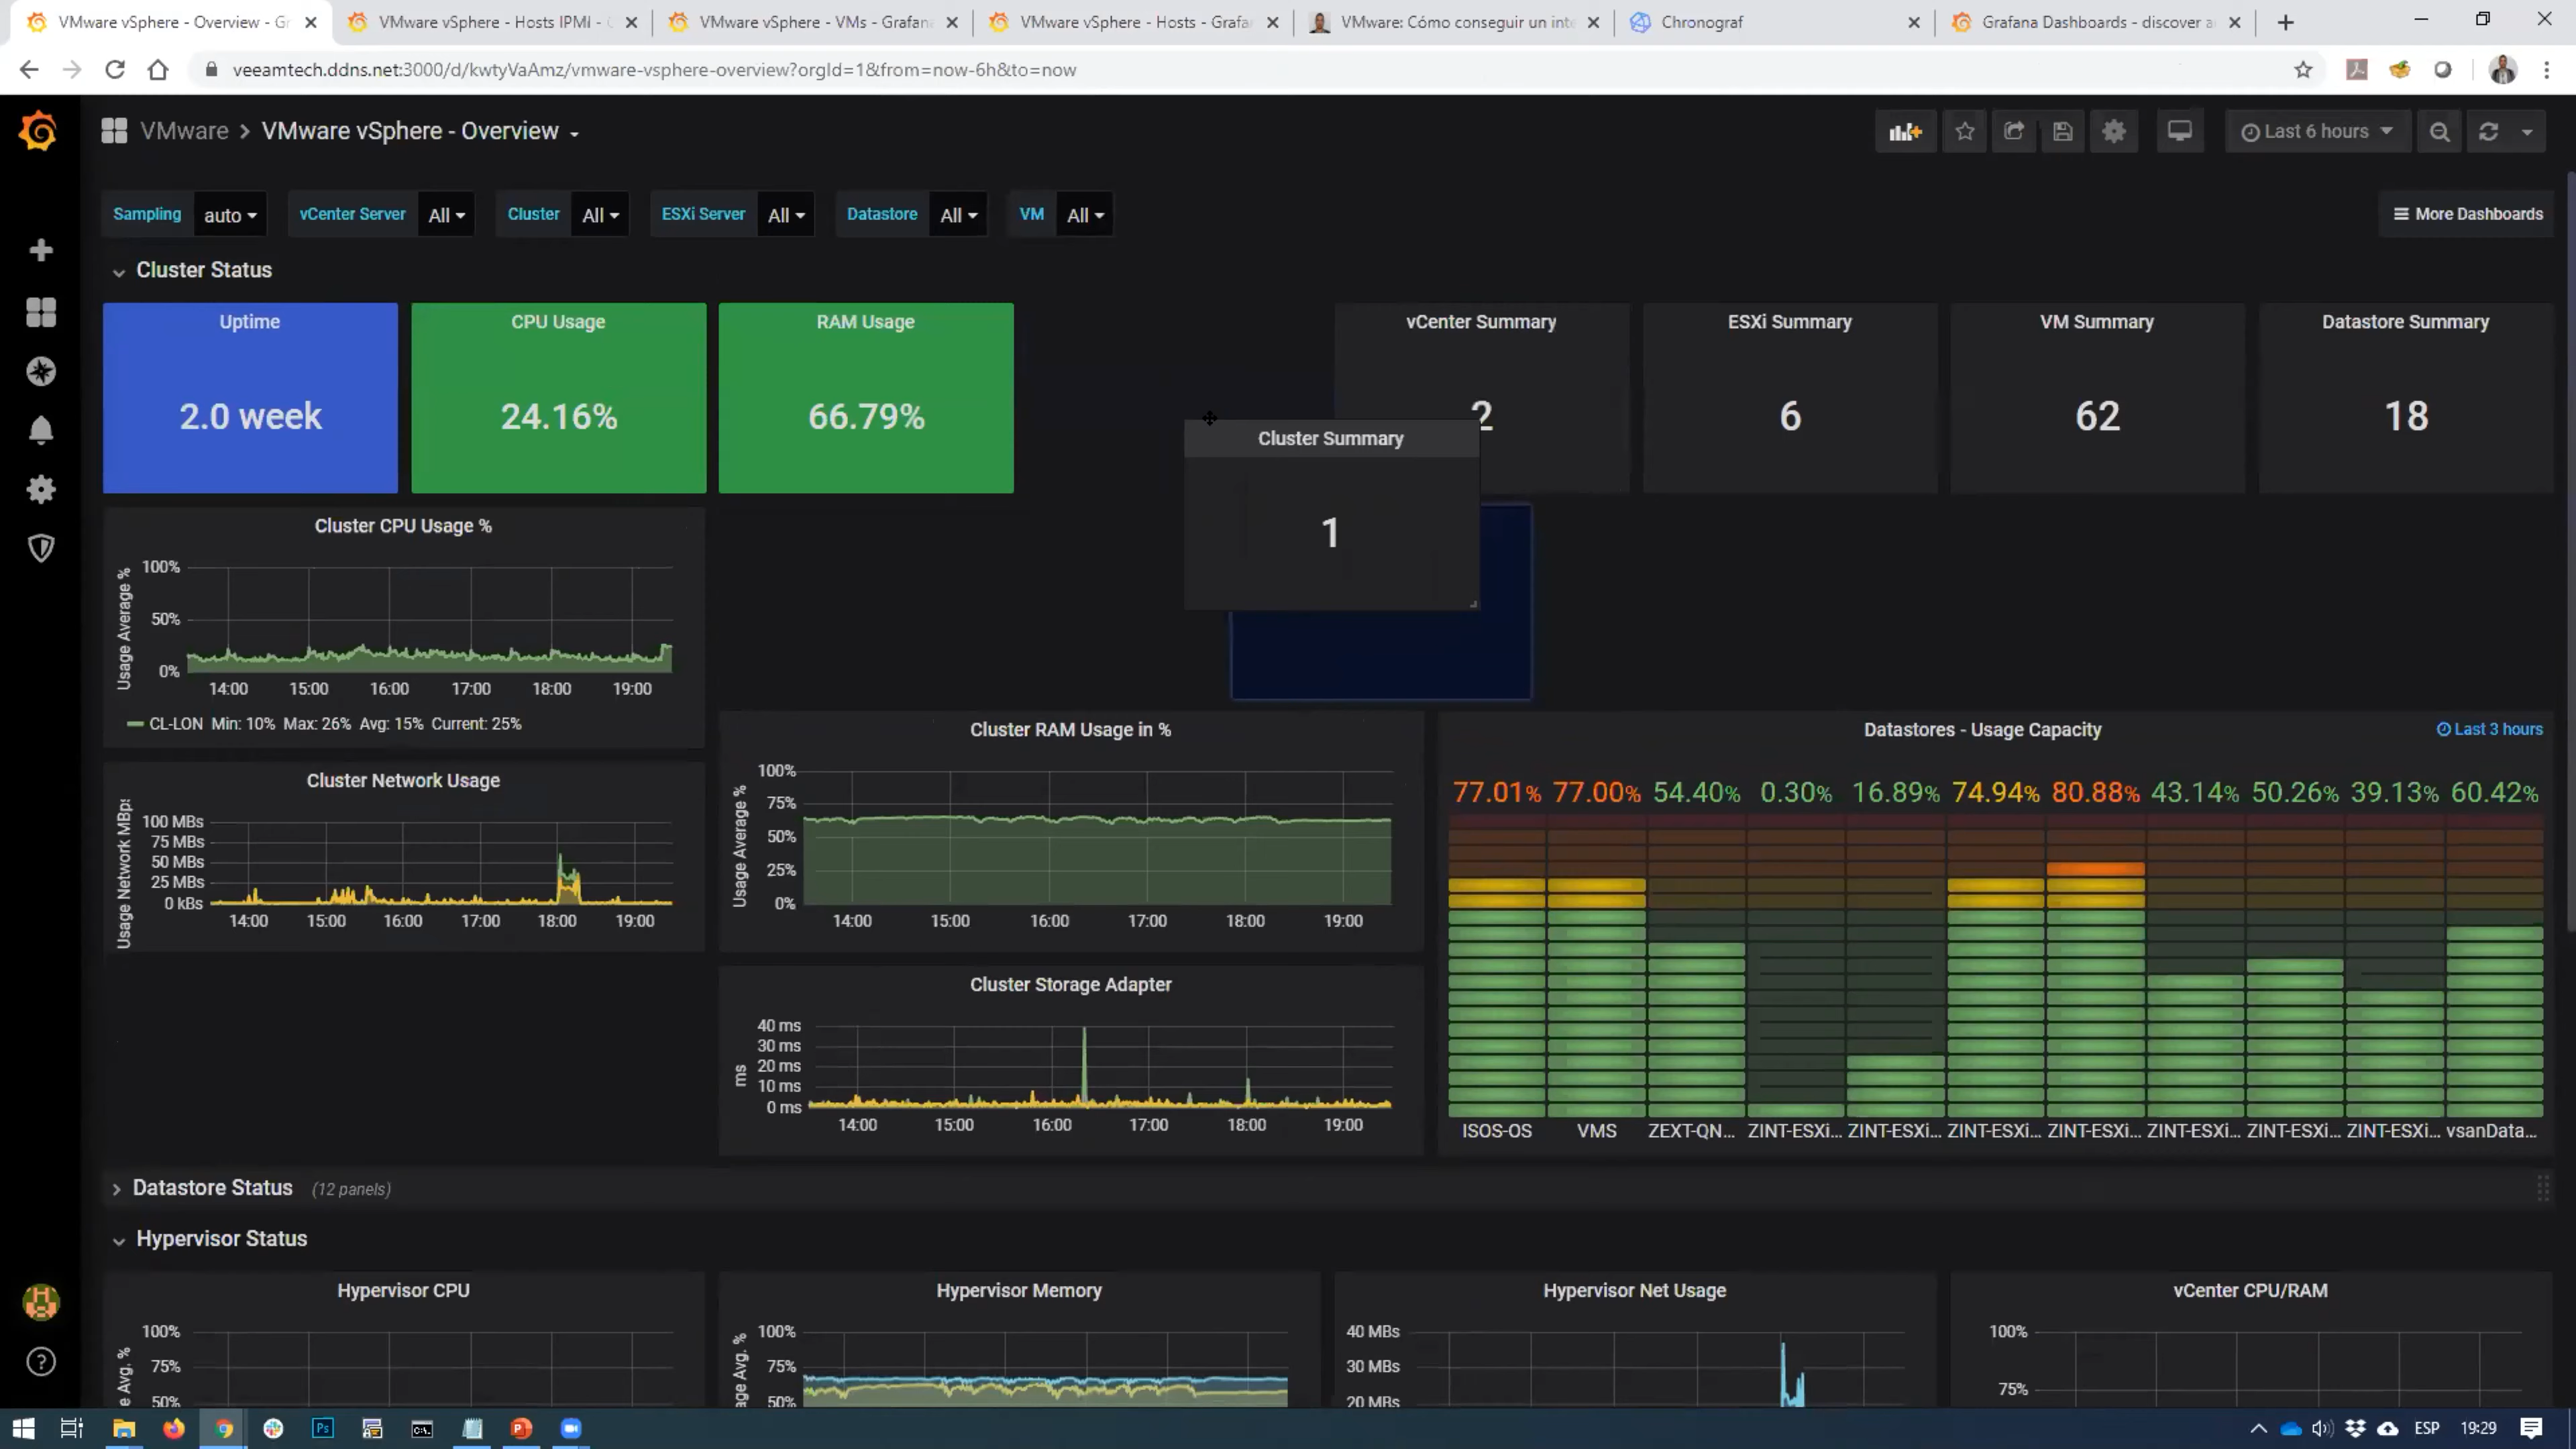 VMware vSphere - Overview - Gr
VMware vSphere - Hosts IPMI - G
VMware vSphere - VMs - Grafana
VMware vSphere - Hosts - Grafan
VMware: Cómo conseguir un inte
Chronograf
Grafana Dashboards - discover a
veeamtech.ddns.net:3000/d/kwtyVaAmz/vmware-vsphere-overview?orgId=1&from=now-6h&to=now
VMware > VMware vSphere - Overview
Last 6 hours
Sampling auto vCenter Server All Cluster All ESXi Server All Datastore All VM All
More Dashboards
Cluster Status
Uptime
2.0 week
CPU Usage
24.16%
RAM Usage
66.79%
vCenter Summary
2
ESXi Summary
6
VM Summary
62
Datastore Summary
18
Cluster Summary
1
Cluster CPU Usage %
Usage Average %
100%
50%
0%
14:00 15:00 16:00 17:00 18:00 19:00
CL-LON Min: 10% Max: 26% Avg: 15% Current: 25%
Cluster Network Usage
Usage Network MBps
100 MBs
75 MBs
50 MBs
25 MBs
0 kBs
14:00 15:00 16:00 17:00 18:00 19:00
Cluster RAM Usage in %
Usage Average %
100%
75%
50%
25%
0%
14:00 15:00 16:00 17:00 18:00 19:00
Cluster Storage Adapter
ms
40 ms
30 ms
20 ms
10 ms
0 ms
14:00 15:00 16:00 17:00 18:00 19:00
Datastores - Usage Capacity
Last 3 hours
77.01% 77.00% 54.40% 0.30% 16.89% 74.94% 80.88% 43.14% 50.26% 39.13% 60.42%
ISOS-OS VMS ZEXT-QN... ZINT-ESXi... ZINT-ESXi... ZINT-ESXi... ZINT-ESXi... ZINT-ESXi... ZINT-ESXi... ZINT-ESXi... vsanData...
Datastore Status (12 panels)
Hypervisor Status
Hypervisor CPU
e Avg. %
100%
75%
50%
Hypervisor Memory
age Avg. %
100%
75%
50%
Hypervisor Net Usage
40 MBs
30 MBs
20 MBs
vCenter CPU/RAM
100%
75%
ESP 19:29